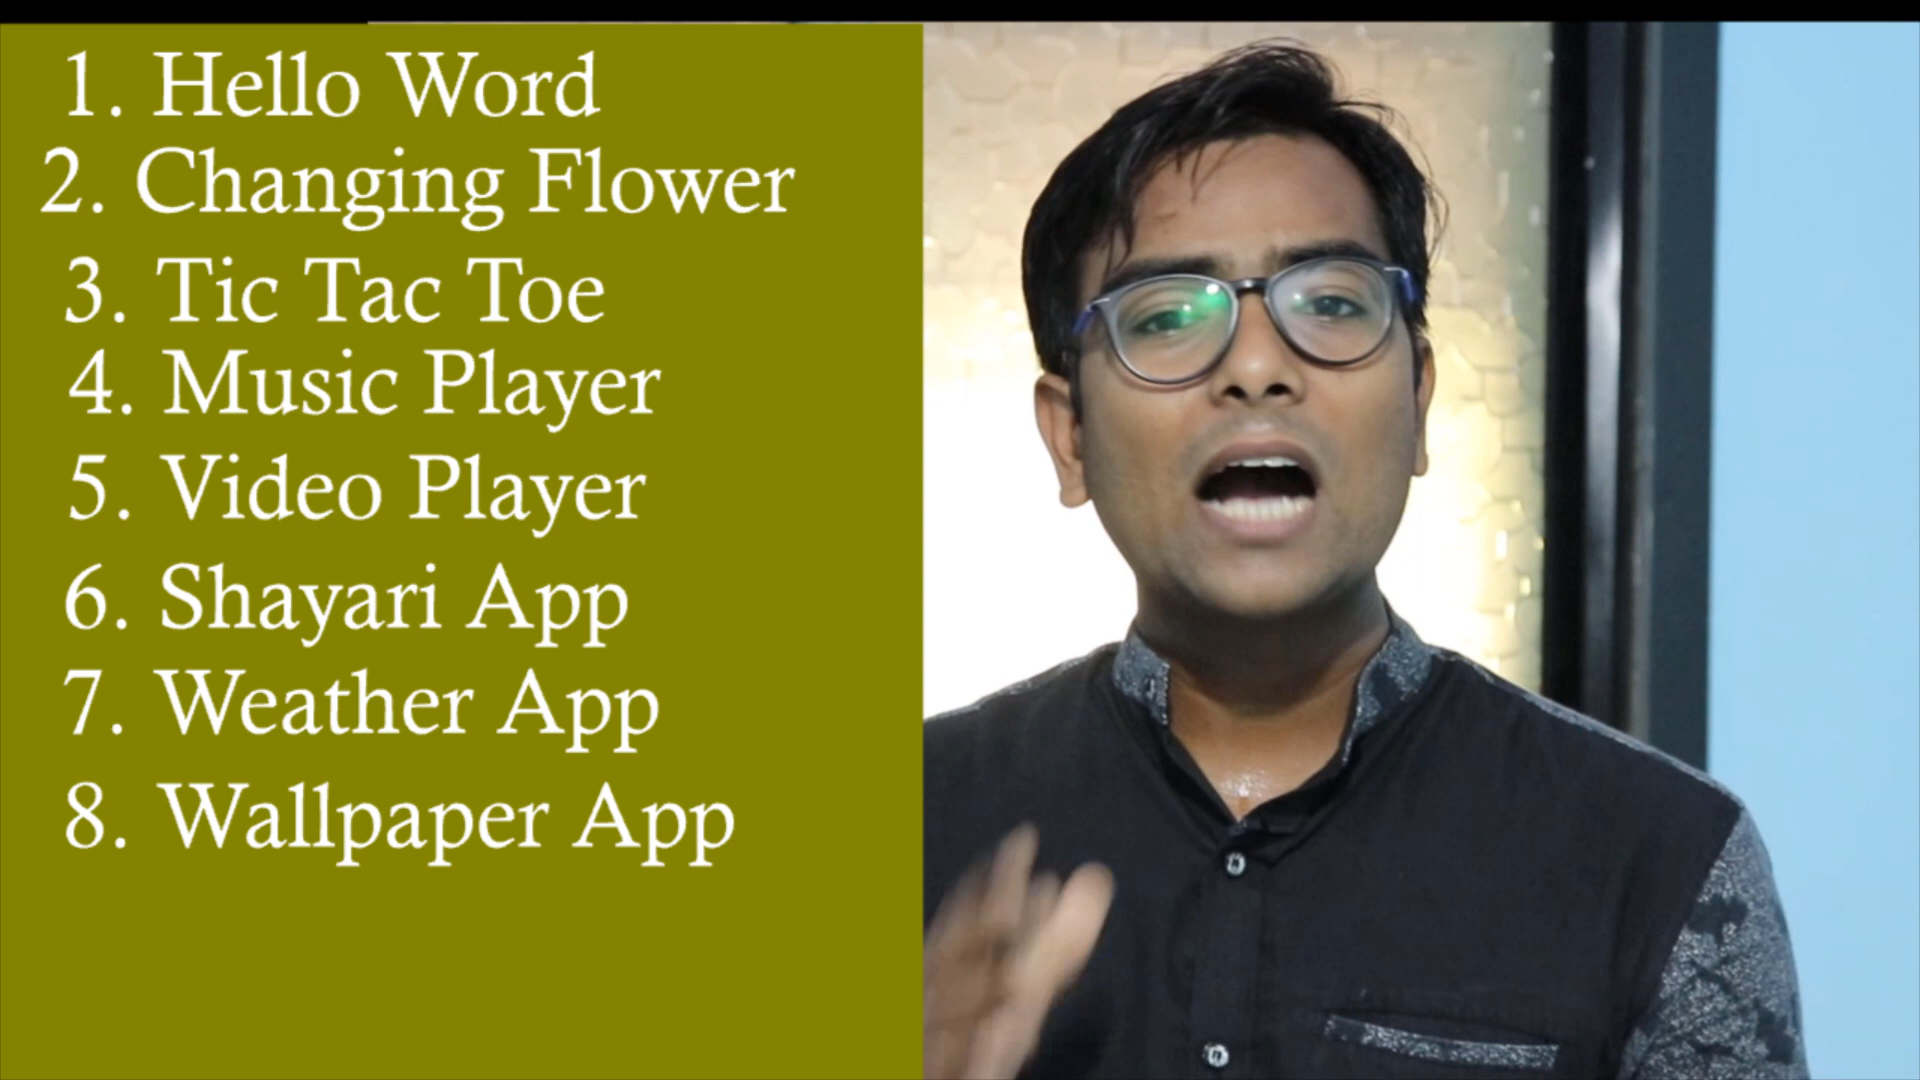 1. Hello Word
2. Changing Flower
3. Tic Tac Toe
4. Music Player
5. Video Player
6. Shayari App
7. Weather App
8. Wallpaper App